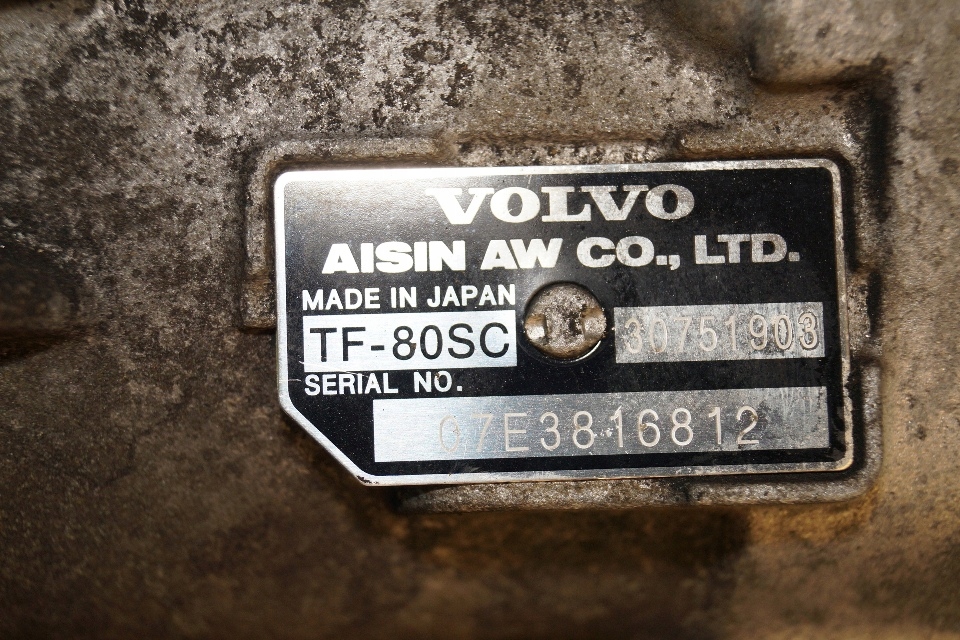 VOLVO
AISIN AW CO., LTD.
MADE IN JAPAN
TF-80SC 30751903
SERIAL NO.
07E3816812